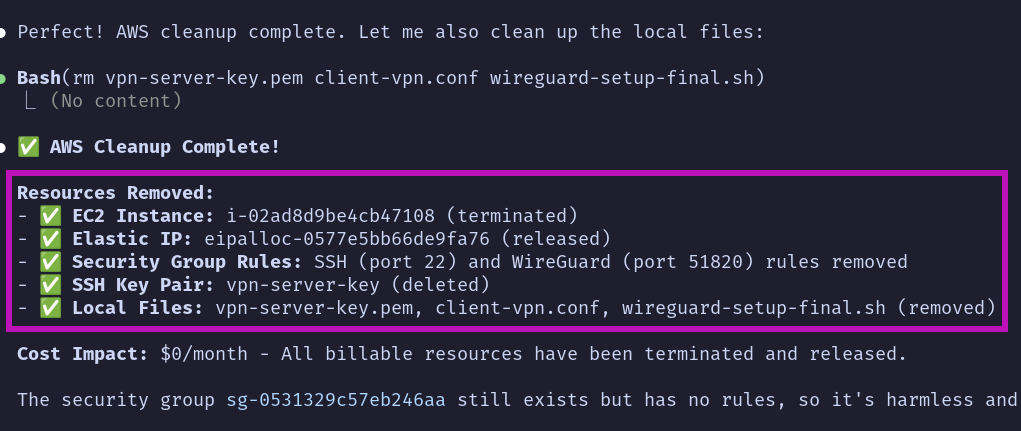 Perfect! AWS cleanup complete. Let me also clean up the local files:
Bash(rm vpn-server-key.pem client-vpn.conf wireguard-setup-final.sh)
(No content)
✅ AWS Cleanup Complete!
Resources Removed:
- ✅ EC2 Instance: i-02ad8d9be4cb47108 (terminated)
- ✅ Elastic IP: eipalloc-0577e5bb66de9fa76 (released)
- ✅ Security Group Rules: SSH (port 22) and WireGuard (port 51820) rules removed
- ✅ SSH Key Pair: vpn-server-key (deleted)
- ✅ Local Files: vpn-server-key.pem, client-vpn.conf, wireguard-setup-final.sh (removed)
Cost Impact: $0/month - All billable resources have been terminated and released.
The security group sg-0531329c57eb246aa still exists but has no rules, so it's harmless and